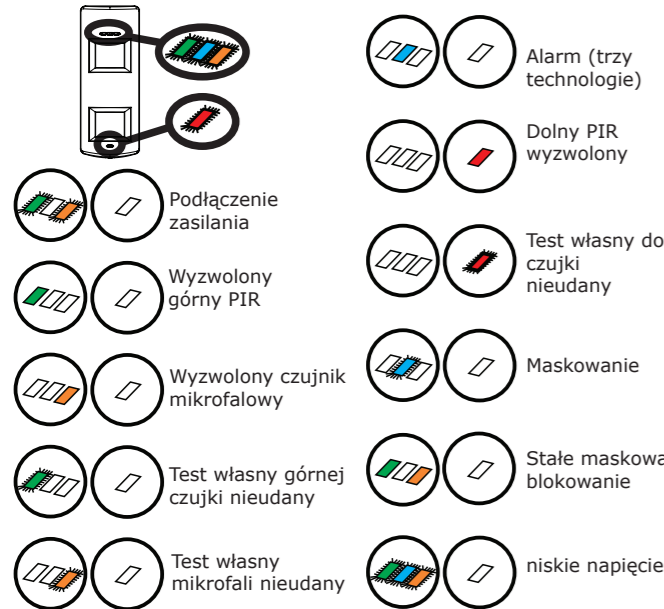 Podłączenie
zasilania
Wyzwolony
górny PIR
Wyzwolony czujnik
mikrofalowy
Test własny górnej
czujki nieudany
Test własny
mikrofali nieudany
Alarm (trzy
technologie)
Dolny PIR
wyzwolony
Test własny do
czujki
nieudany
Maskowanie
Stałe maskowa
blokowanie
niskie napięcie